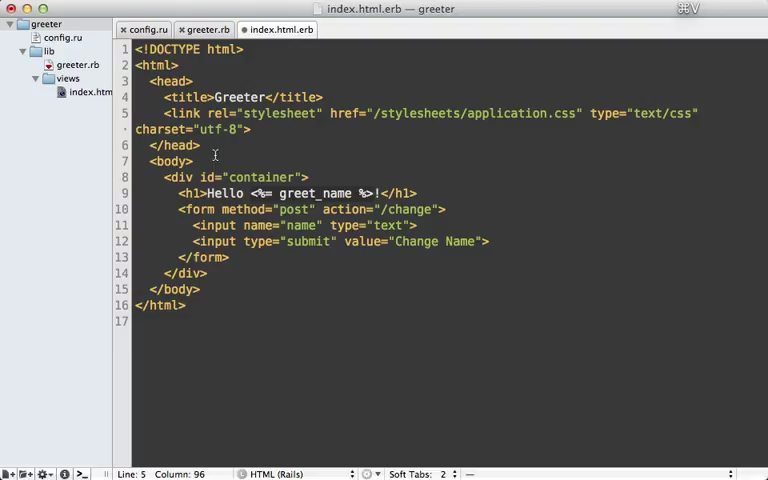 index.html.erb — greeter
⌘V
greeter
config.ru
lib
greeter.rb
views
index.htm
config.ru
greeter.rb
index.html.erb
1 <!DOCTYPE html>
2 <html>
3 <head>
4 <title>Greeter</title>
5 <link rel="stylesheet" href="/stylesheets/application.css" type="text/css"
· charset="utf-8">
6 </head>
7 <body>
8 <div id="container">
9 <h1>Hello <%= greet_name %>!</h1>
10 <form method="post" action="/change">
11 <input name="name" type="text">
12 <input type="submit" value="Change Name">
13 </form>
14 </div>
15 </body>
16 </html>
17
Line: 5 Column: 96 HTML (Rails) Soft Tabs: 2 —